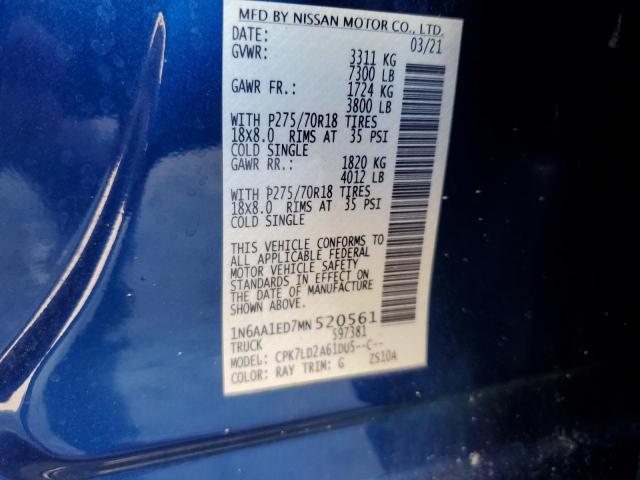 MFD BY NISSAN MOTOR CO., LTD.
DATE: 03/21
GVWR: 3311 KG
7300 LB
GAWR FR.: 1724 KG
3800 LB
WITH P275/70R18 TIRES
18X8.0 RIMS AT 35 PSI
COLD SINGLE
GAWR RR.: 1820 KG
4012 LB
WITH P275/70R18 TIRES
18X8.0 RIMS AT 35 PSI
COLD SINGLE
THIS VEHICLE CONFORMS TO
ALL APPLICABLE FEDERAL
MOTOR VEHICLE SAFETY
STANDARDS IN EFFECT ON
THE DATE OF MANUFACTURE
SHOWN ABOVE.
1N6AA1ED7MN520561
TRUCK S97381
MODEL: CPK7LD2A61DU5--C--
COLOR: RAY TRIM: G ZS10A